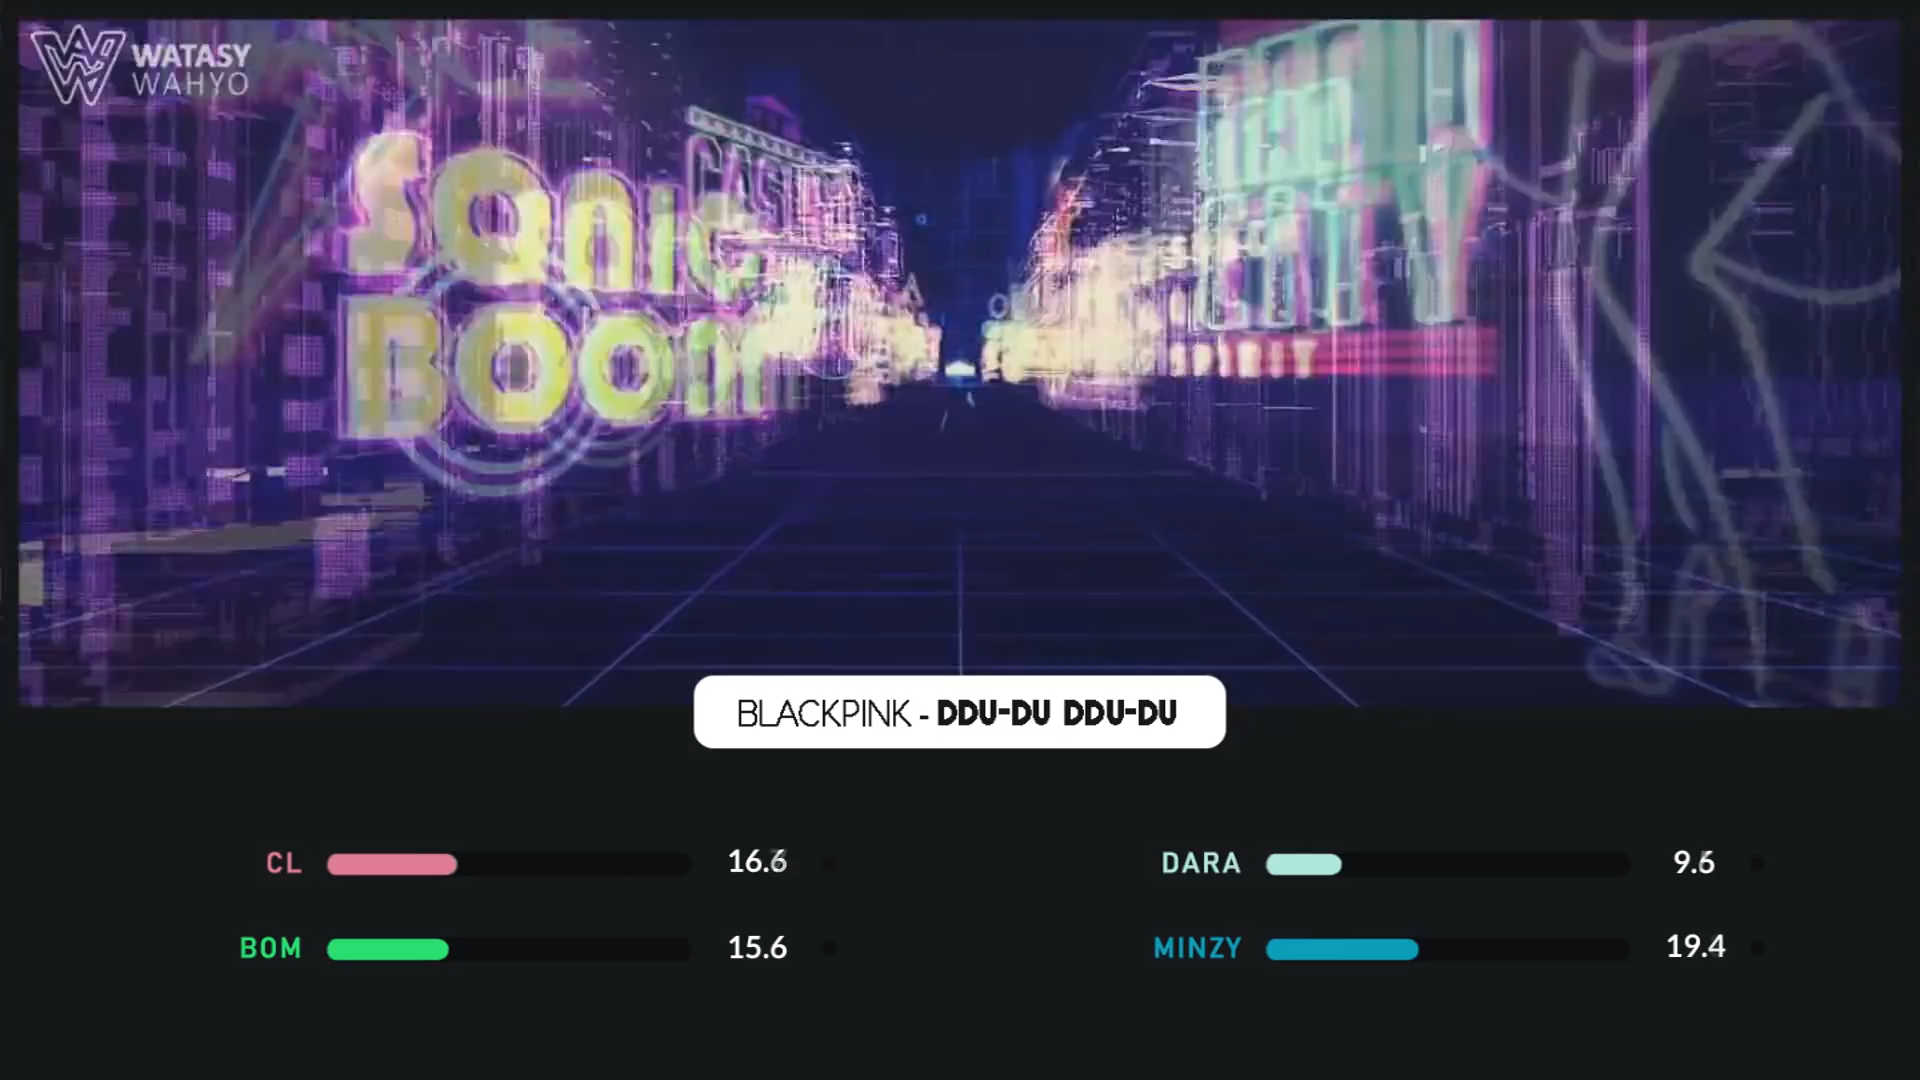 WATASY
WAHYO
SONIC
BOOM
CITY
BLACKPINK - DDU-DU DDU-DU
CL 16.6
DARA 9.6
BOM 15.6
MINZY 19.4